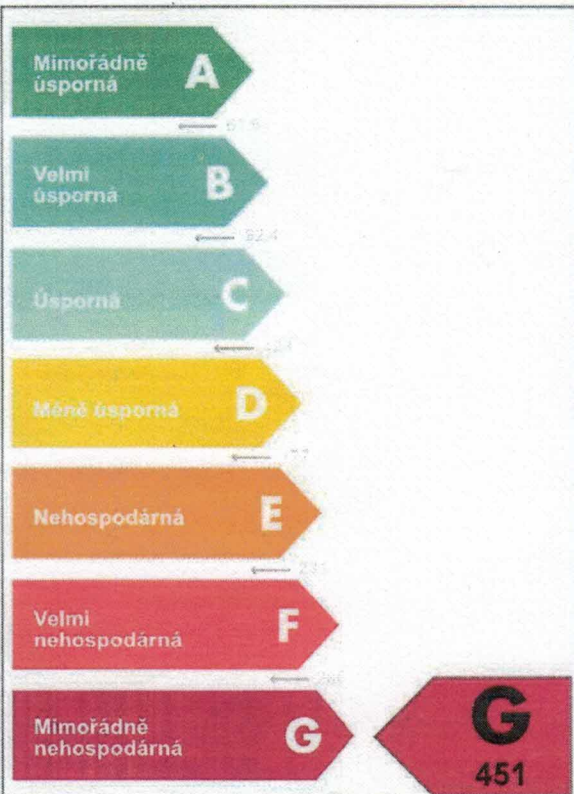 Mimořádně
úsporná
A
Velmi
úsporná
B
Úsporná
C
Méně úsporná
D
Nehospodárná
E
Velmi
nehospodárná
F
Mimořádně
nehospodárná
G
G
451